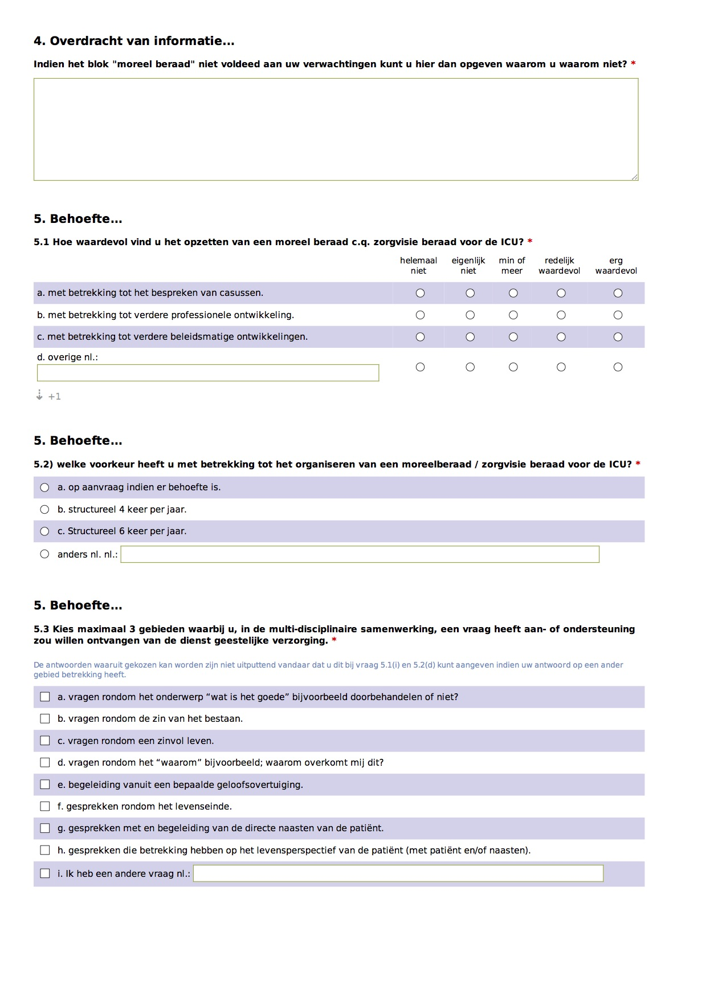 4. Overdracht van informatie...
Indien het blok "moreel beraad" niet voldeed aan uw verwachtingen kunt u hier dan opgeven waarom u waarom niet? *
5. Behoefte...
5.1 Hoe waardevol vind u het opzetten van een moreel beraad c.q. zorgvisie beraad voor de ICU? *
helemaal niet
eigenlijk niet
min of meer
redelijk waardevol
erg waardevol
a. met betrekking tot het bespreken van casussen.
b. met betrekking tot verdere professionele ontwikkeling.
c. met betrekking tot verdere beleidsmatige ontwikkelingen.
d. overige nl.:
+1
5. Behoefte...
5.2) welke voorkeur heeft u met betrekking tot het organiseren van een moreelberaad / zorgvisie beraad voor de ICU? *
a. op aanvraag indien er behoefte is.
b. structureel 4 keer per jaar.
c. Structureel 6 keer per jaar.
anders nl. nl.:
5. Behoefte...
5.3 Kies maximaal 3 gebieden waarbij u, in de multi-disciplinaire samenwerking, een vraag heeft aan- of ondersteuning
zou willen ontvangen van de dienst geestelijke verzorging. *
De antwoorden waaruit gekozen kan worden zijn niet uitputtend vandaar dat u dit bij vraag 5.1(i) en 5.2(d) kunt aangeven indien uw antwoord op een ander
gebied betrekking heeft.
a. vragen rondom het onderwerp “wat is het goede” bijvoorbeeld doorbehandelen of niet?
b. vragen rondom de zin van het bestaan.
c. vragen rondom een zinvol leven.
d. vragen rondom het “waarom” bijvoorbeeld; waarom overkomt mij dit?
e. begeleiding vanuit een bepaalde geloofsovertuiging.
f. gesprekken rondom het levenseinde.
g. gesprekken met en begeleiding van de directe naasten van de patiënt.
h. gesprekken die betrekking hebben op het levensperspectief van de patiënt (met patiënt en/of naasten).
i. Ik heb een andere vraag nl.: